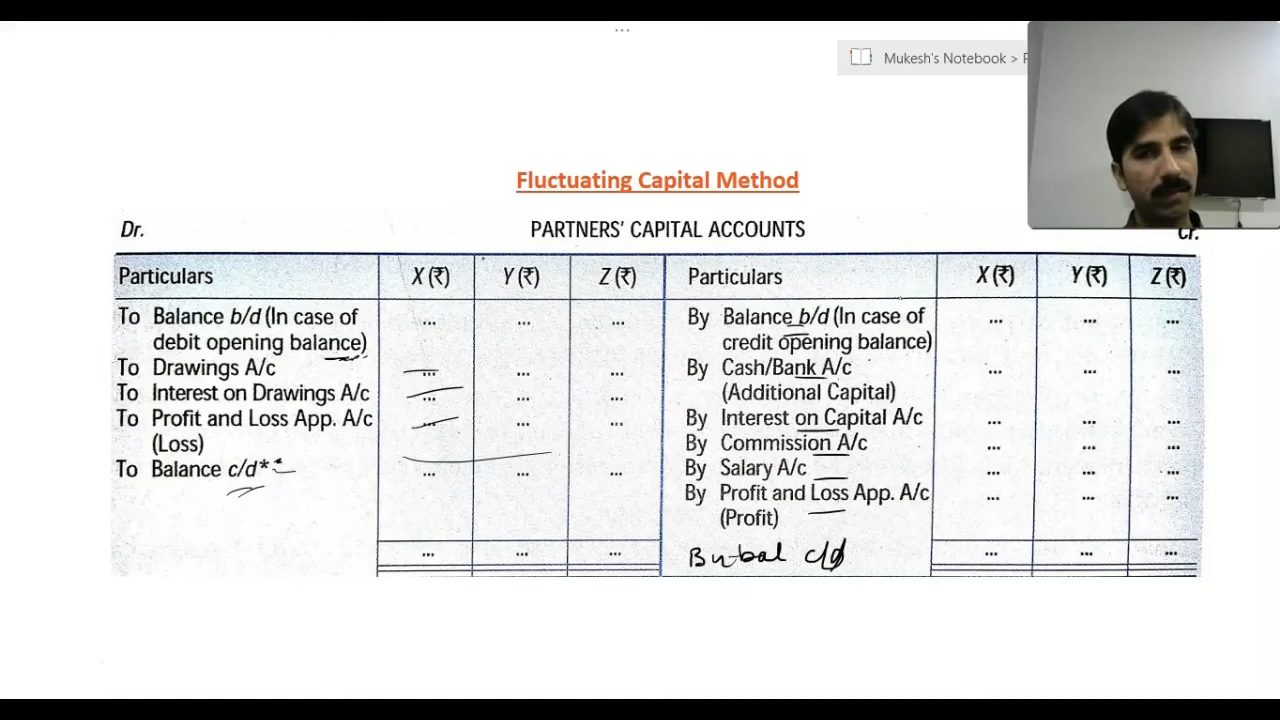 ...
Mukesh's Notebook >
Fluctuating Capital Method
Dr.
PARTNERS' CAPITAL ACCOUNTS
Cr.
Particulars X (₹) Y (₹) Z (₹) Particulars X (₹) Y (₹) Z (₹)
To Balance b/d (In case of ... ... ...
debit opening balance)
To Drawings A/c ... ... ...
To Interest on Drawings A/c ... ... ...
To Profit and Loss App. A/c ... ... ...
(Loss)
To Balance c/d** ... ... ...
... ... ...
By Balance b/d (In case of ... ... ...
credit opening balance)
By Cash/Bank A/c ... ... ...
(Additional Capital)
By Interest on Capital A/c ... ... ...
By Commission A/c ... ... ...
By Salary A/c ... ... ...
By Profit and Loss App. A/c ... ... ...
(Profit)
By bal c/d ... ... ...